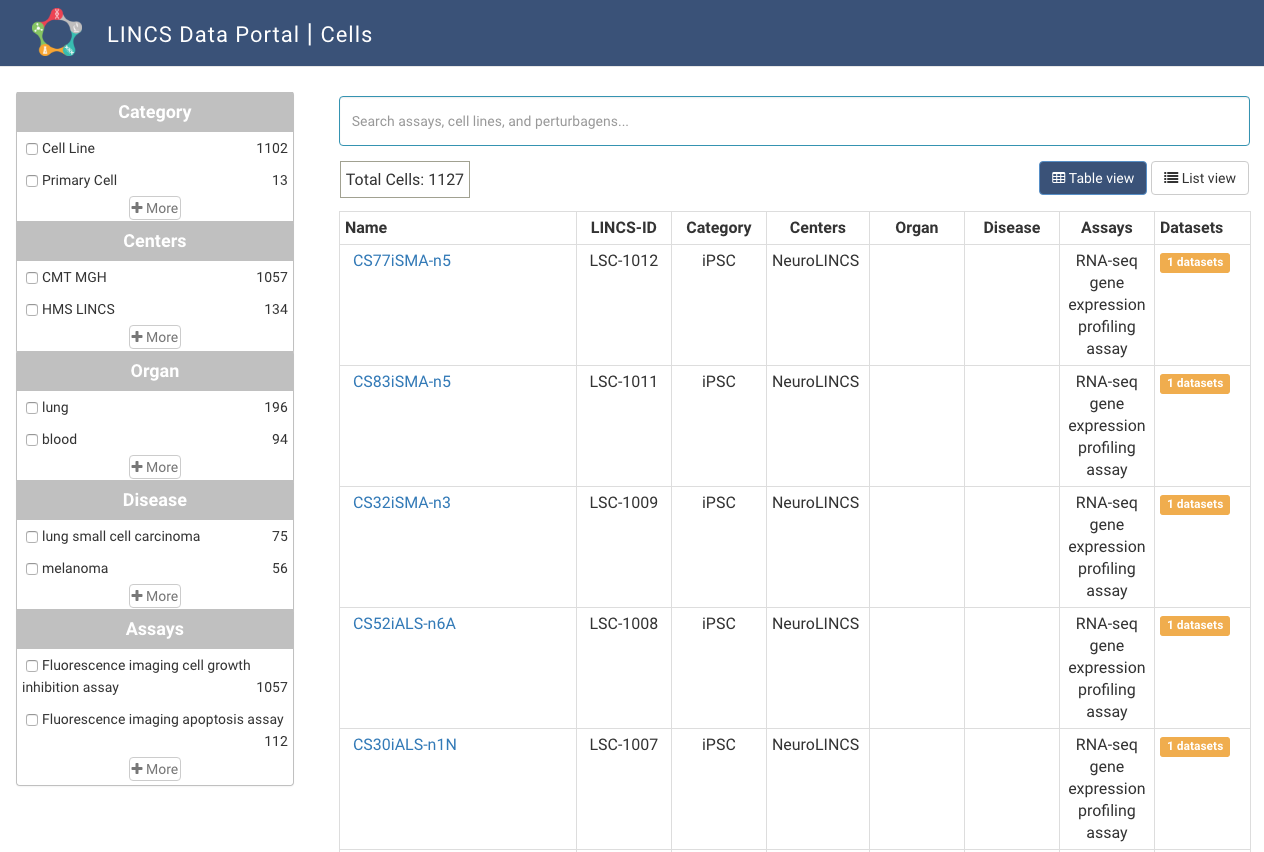 LINCS Data Portal | Cells
Category
Cell Line 1102
Primary Cell 13
More
Centers
CMT MGH 1057
HMS LINCS 134
More
Organ
lung 196
blood 94
More
Disease
lung small cell carcinoma 75
melanoma 56
More
Assays
Fluorescence imaging cell growth
inhibition assay 1057
Fluorescence imaging apoptosis assay
112
More
Search assays, cell lines, and perturbagens...
Total Cells: 1127
Table view List view
Name LINCS-ID Category Centers Organ Disease Assays Datasets
CS77iSMA-n5 LSC-1012 iPSC NeuroLINCS RNA-seq 1 datasets
gene
expression
profiling
assay
CS83iSMA-n5 LSC-1011 iPSC NeuroLINCS RNA-seq 1 datasets
gene
expression
profiling
assay
CS32iSMA-n3 LSC-1009 iPSC NeuroLINCS RNA-seq 1 datasets
gene
expression
profiling
assay
CS52iALS-n6A LSC-1008 iPSC NeuroLINCS RNA-seq 1 datasets
gene
expression
profiling
assay
CS30iALS-n1N LSC-1007 iPSC NeuroLINCS RNA-seq 1 datasets
gene
expression
profiling
assay